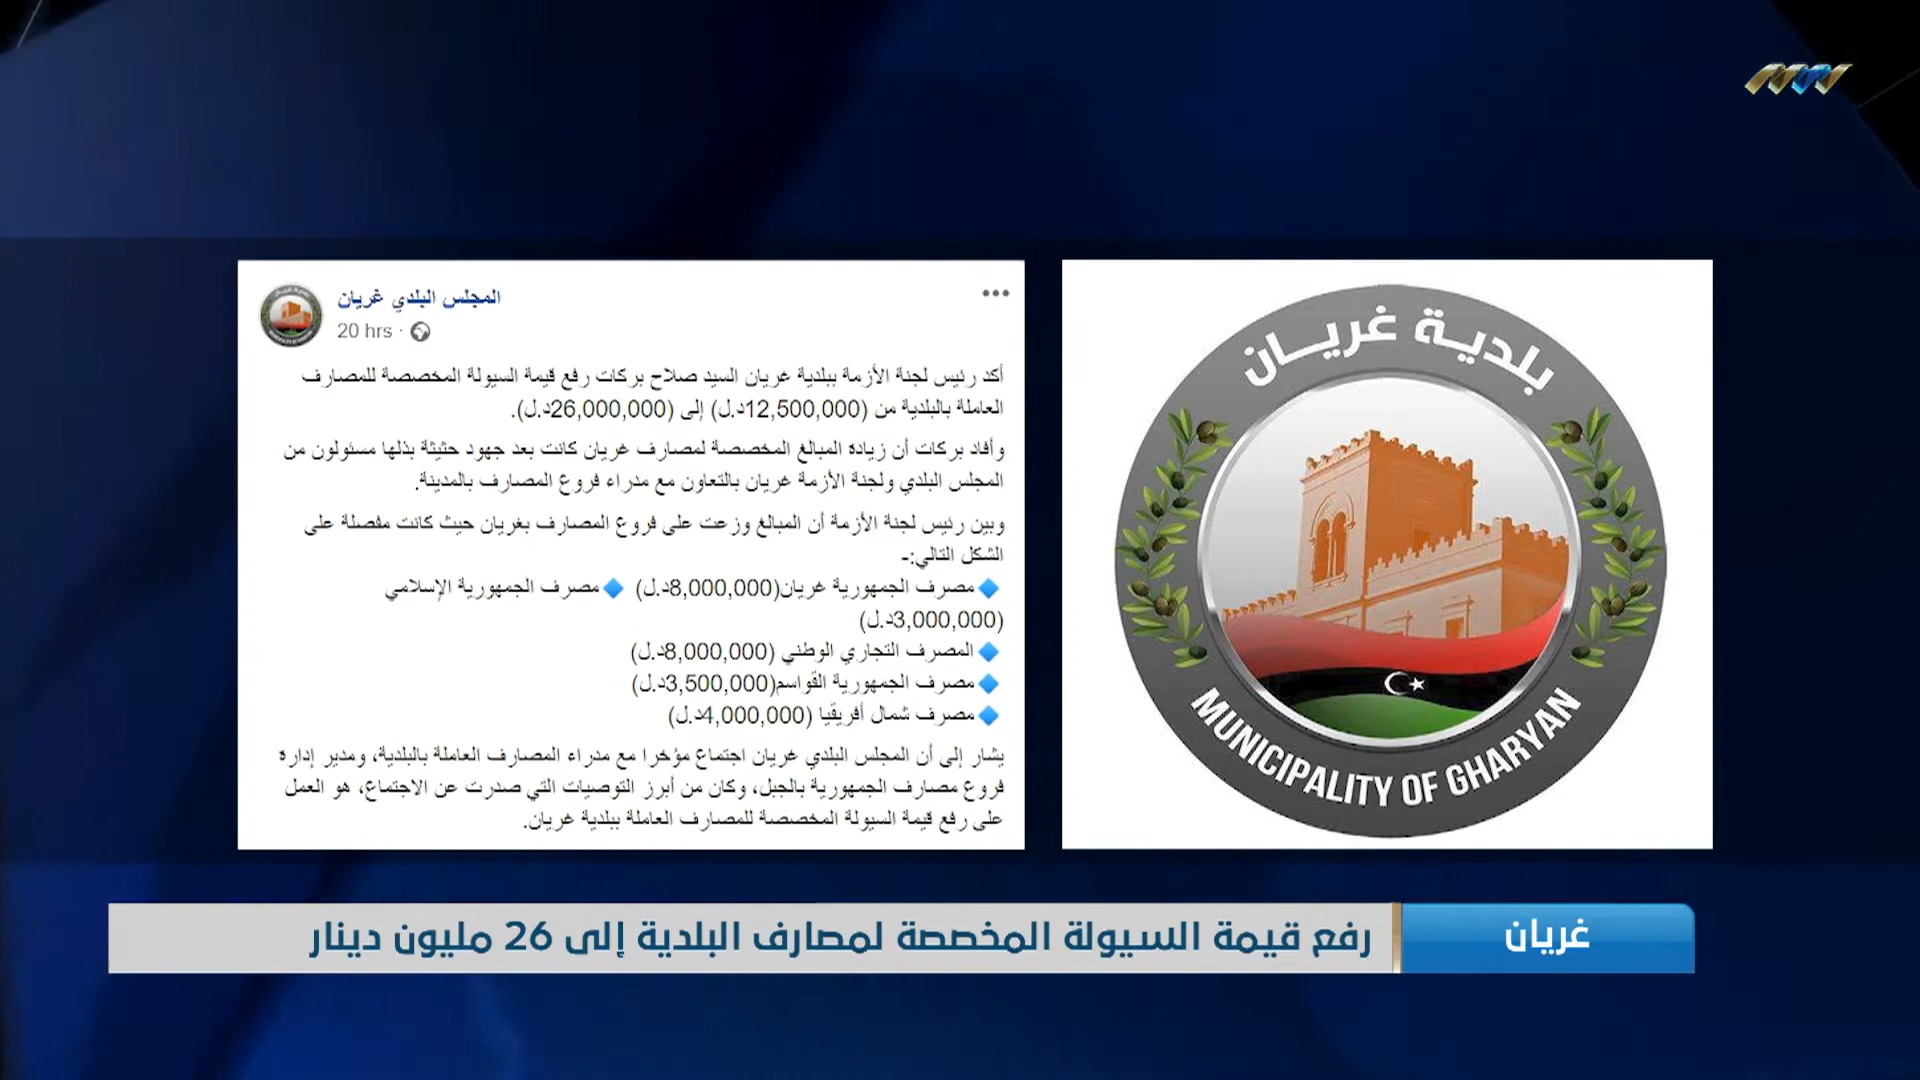 المجلس البلدي غريان
20 hrs ·
أكد رئيس لجنة الأزمة ببلدية غريان السيد صلاح بركات رفع قيمة السيولة المخصصة للمصارف
العاملة بالبلدية من (12,500,000د.ل) إلى (26,000,000د.ل).
وأفاد بركات أن زيادة المبالغ المخصصة لمصارف غريان كانت بعد جهود حثيثة بذلها مسئولون من
المجلس البلدي ولجنة الأزمة غريان بالتعاون مع مدراء فروع المصارف بالمدينة.
وبين رئيس لجنة الأزمة أن المبالغ وزعت على فروع المصارف بغريان حيث كانت مفصلة على
الشكل التالي:-
🔷مصرف الجمهورية غريان(8,000,000د.ل) 🔷مصرف الجمهورية الإسلامي
(3,000,000د.ل)
🔷المصرف التجاري الوطني (8,000,000د.ل)
🔷مصرف الجمهورية القواسم(3,500,000د.ل)
🔷مصرف شمال أفريقيا (4,000,000د.ل)
يشار إلى أن المجلس البلدي غريان اجتماع مؤخرا مع مدراء المصارف العاملة بالبلدية، ومدير إدارة
فروع مصارف الجمهورية بالجبل، وكان من أبرز التوصيات التي صدرت عن الاجتماع، هو العمل
على رفع قيمة السيولة المخصصة للمصارف العاملة ببلدية غريان.
بلدية غريان
MUNICIPALITY OF GHARYAN
غريان
رفع قيمة السيولة المخصصة لمصارف البلدية إلى 26 مليون دينار